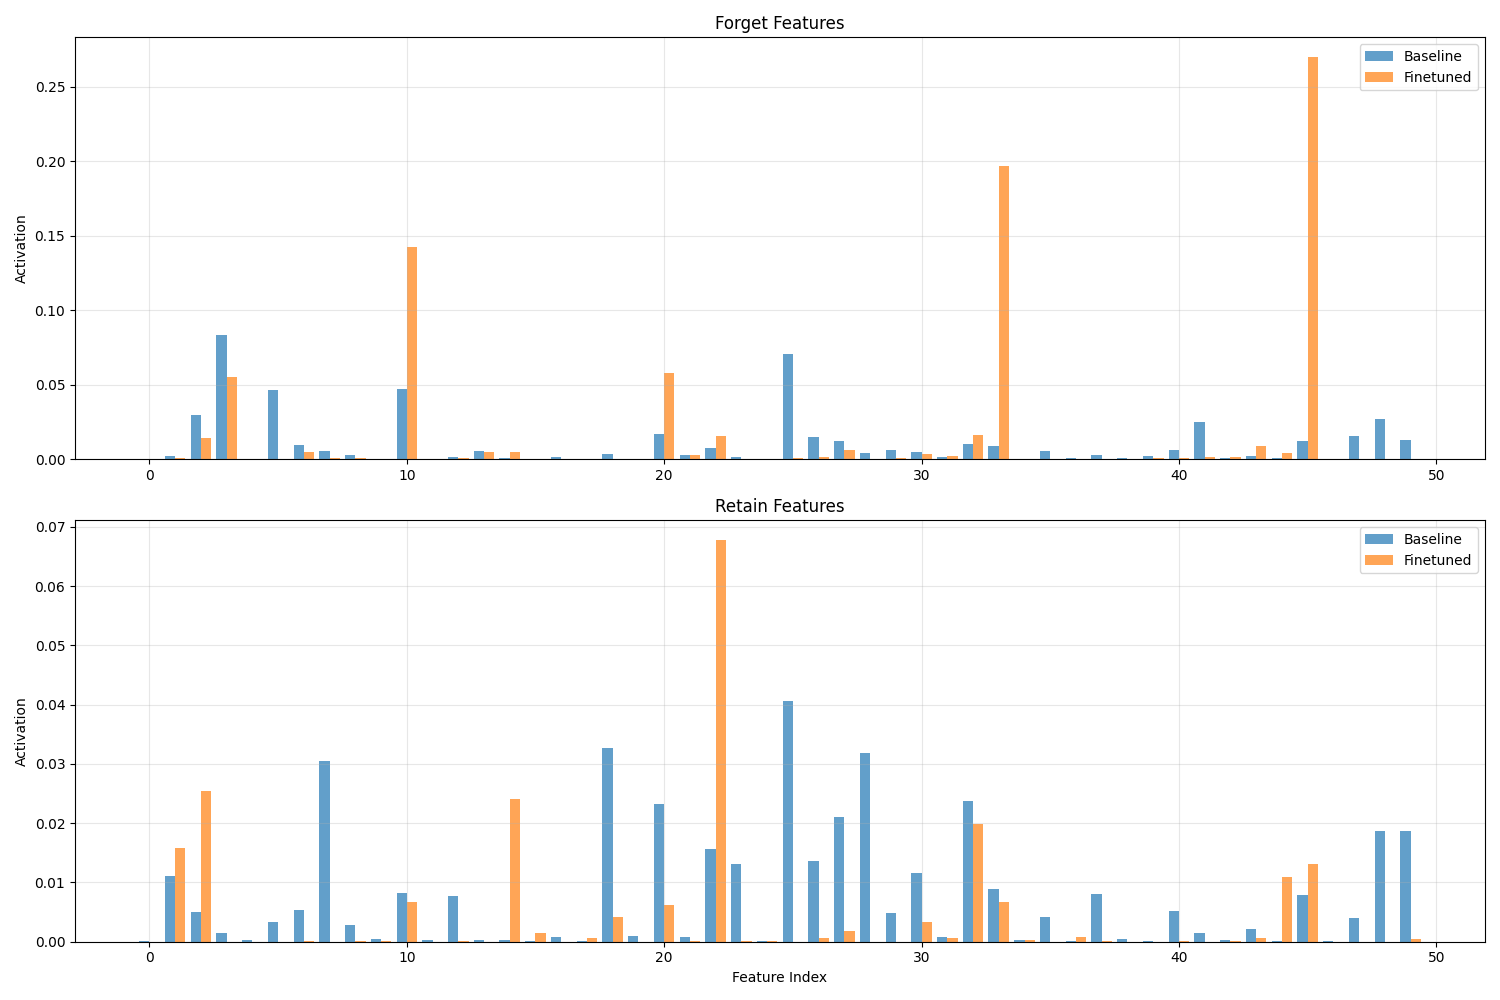 Forget Features
Baseline
Finetuned
Activation
0.25
0.20
0.15
0.10
0.05
0.00
0 10 20 30 40 50
Retain Features
Baseline
Finetuned
Activation
0.07
0.06
0.05
0.04
0.03
0.02
0.01
0.00
0 10 20 30 40 50
Feature Index